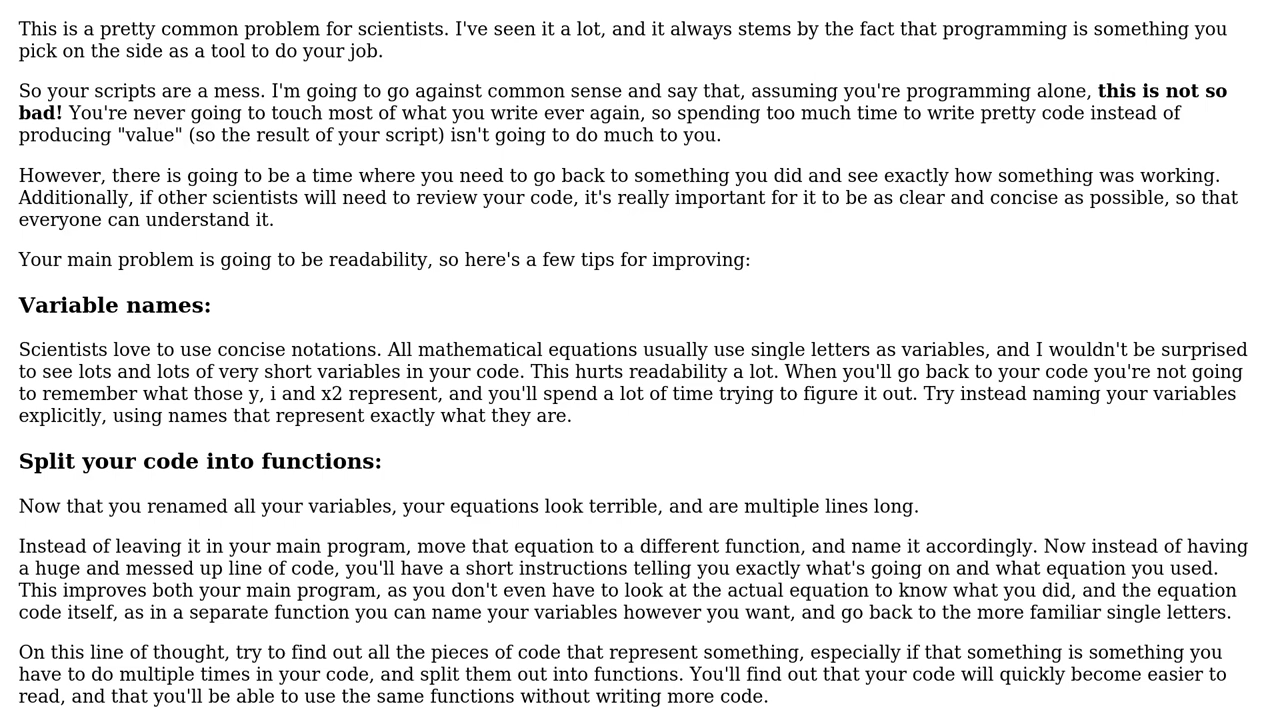 This is a pretty common problem for scientists. I've seen it a lot, and it always stems by the fact that programming is something you
pick on the side as a tool to do your job.
So your scripts are a mess. I'm going to go against common sense and say that, assuming you're programming alone, this is not so
bad! You're never going to touch most of what you write ever again, so spending too much time to write pretty code instead of
producing "value" (so the result of your script) isn't going to do much to you.
However, there is going to be a time where you need to go back to something you did and see exactly how something was working.
Additionally, if other scientists will need to review your code, it's really important for it to be as clear and concise as possible, so that
everyone can understand it.
Your main problem is going to be readability, so here's a few tips for improving:
Variable names:
Scientists love to use concise notations. All mathematical equations usually use single letters as variables, and I wouldn't be surprised
to see lots and lots of very short variables in your code. This hurts readability a lot. When you'll go back to your code you're not going
to remember what those y, i and x2 represent, and you'll spend a lot of time trying to figure it out. Try instead naming your variables
explicitly, using names that represent exactly what they are.
Split your code into functions:
Now that you renamed all your variables, your equations look terrible, and are multiple lines long.
Instead of leaving it in your main program, move that equation to a different function, and name it accordingly. Now instead of having
a huge and messed up line of code, you'll have a short instructions telling you exactly what's going on and what equation you used.
This improves both your main program, as you don't even have to look at the actual equation to know what you did, and the equation
code itself, as in a separate function you can name your variables however you want, and go back to the more familiar single letters.
On this line of thought, try to find out all the pieces of code that represent something, especially if that something is something you
have to do multiple times in your code, and split them out into functions. You'll find out that your code will quickly become easier to
read, and that you'll be able to use the same functions without writing more code.